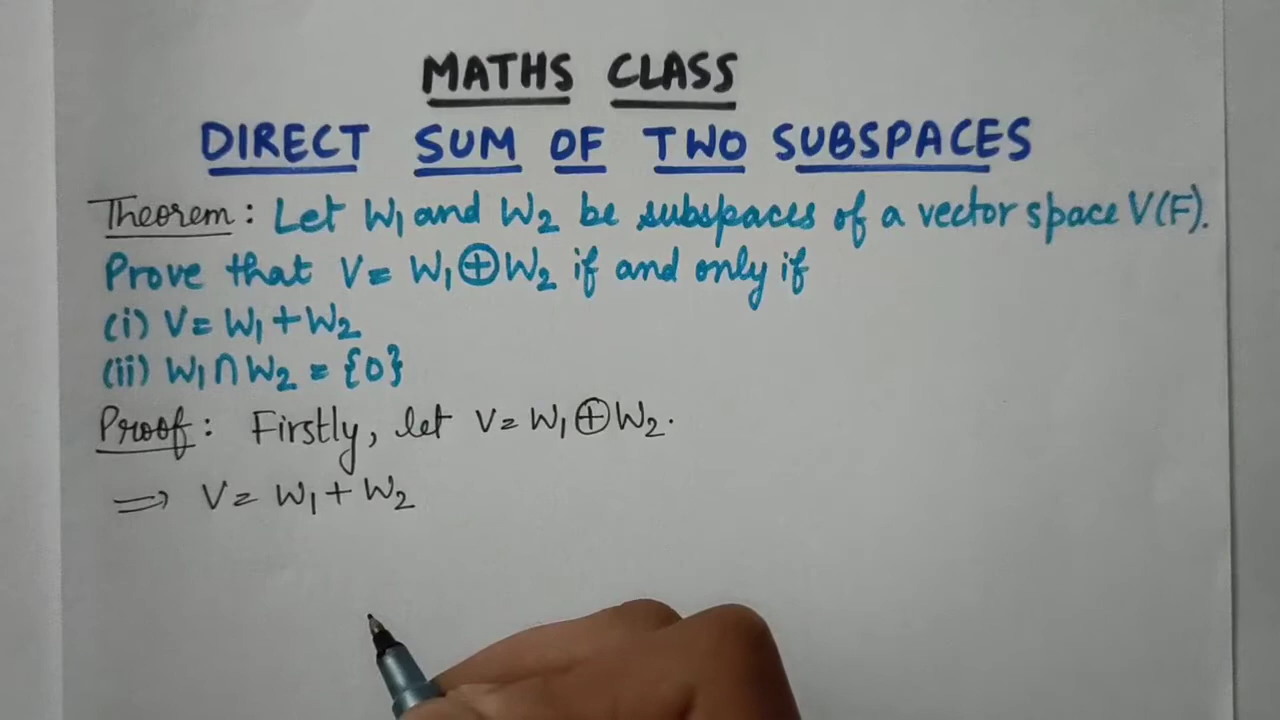 MATHS CLASS
DIRECT SUM OF TWO SUBSPACES
Theorem: Let W₁ and W₂ be subspaces of a vector space V(F).
Prove that V= W₁⊕W₂ if and only if
(i) V= W₁+W₂
(ii) W₁∩W₂ = {0}
Proof: Firstly, let V= W₁⊕W₂.
⇒ V= W₁+W₂